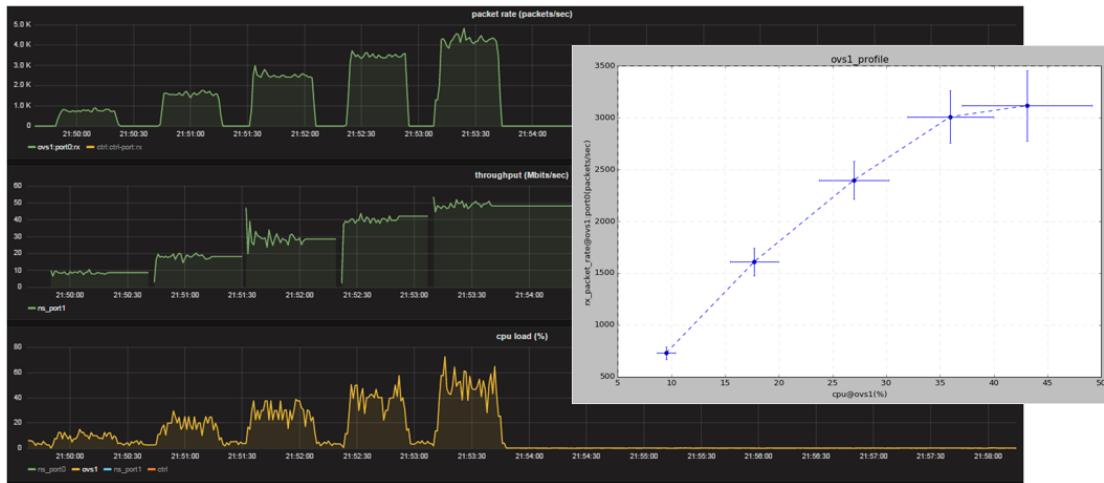 packet rate (packets/sec)
5.0 K
4.0 K
3.0 K
2.0 K
1.0 K
0
21:50:00 21:50:30 21:51:00 21:51:30 21:52:00 21:52:30 21:53:00 21:53:30 21:54:00
ovs1:port0:rx ctrl:ctrl-port:rx
throughput (Mbits/sec)
60
50
40
30
20
10
0
21:50:00 21:50:30 21:51:00 21:51:30 21:52:00 21:52:30 21:53:00 21:53:30 21:54:00
ns_port1
cpu load (%)
80
60
40
20
0
21:50:00 21:50:30 21:51:00 21:51:30 21:52:00 21:52:30 21:53:00 21:53:30 21:54:00 21:54:30 21:55:00 21:55:30 21:56:00 21:56:30 21:57:00 21:57:30 21:58:00
ns_port0 ovs1 ns_port1 ctrl
ovs1_profile
rx_packet_rate@ovs1:port0(packets/sec)
3500
3000
2500
2000
1500
1000
500
5 10 15 20 25 30 35 40 45 50
cpu@ovs1(%)